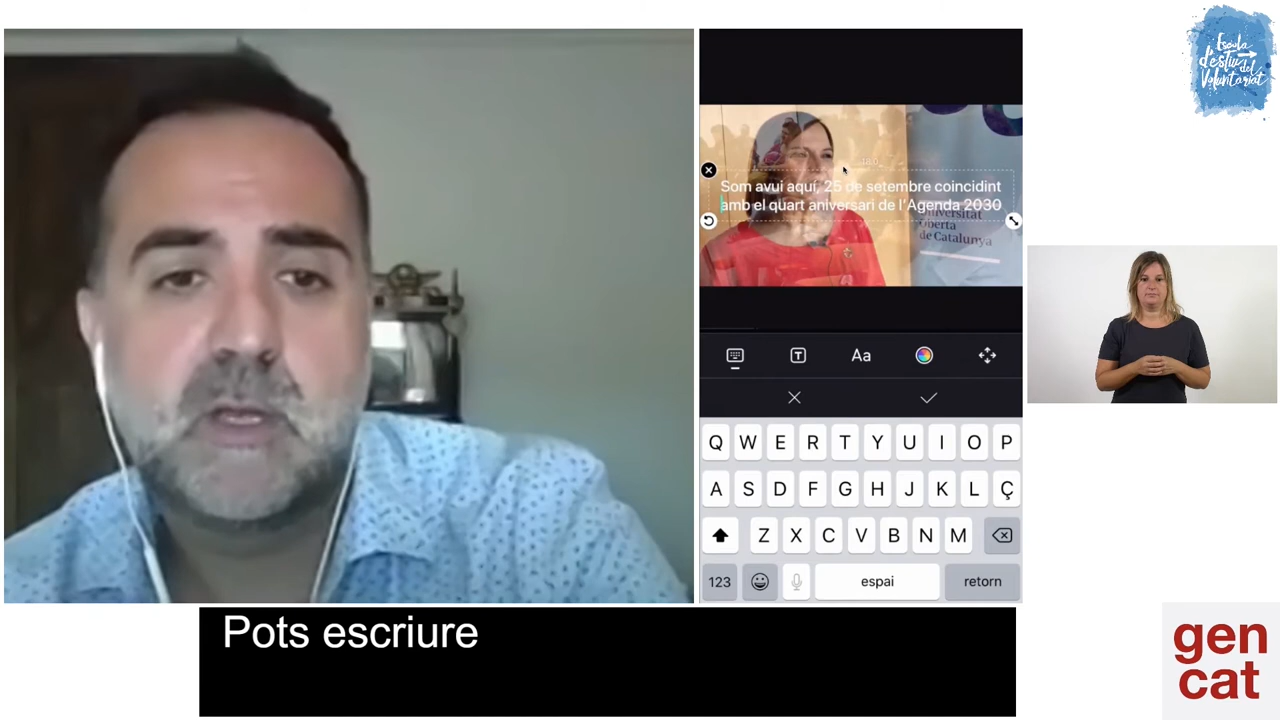 Escola
d'estiu
del
Voluntariat
Som avui aquí, 25 de setembre coincidint
amb el quart aniversari de l'Agenda 2030
Universitat
Oberta
de Catalunya
Aa
Q W E R T Y U I O P
A S D F G H J K L Ç
Z X C V B N M
123 espai retorn
Pots escriure
gen
cat